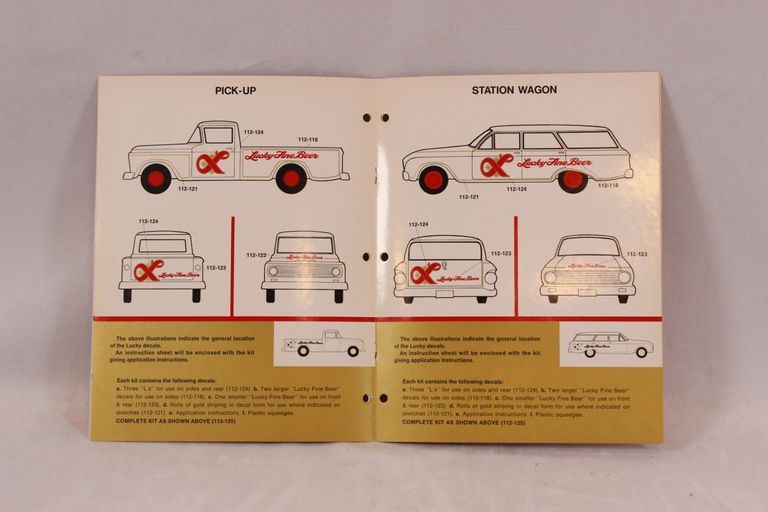 PICK-UP
112-124
112-118
L
Lucky Fine Beer
112-121
112-124
112-123
L
Lucky Fine Beer
112-123
Lucky Fine Beer
The above illustrations indicate the general location
of the Lucky decals.
An instruction sheet will be enclosed with the kit
giving application instructions.
Lucky Fine Beer
Each kit contains the following decals:
a. Three "L's" for use on sides and rear (112-124). b. Two larger "Lucky Fine Beer"
decals for use on sides (112-118). c. One smaller "Lucky Fine Beer" for use on front
& rear (112-123). d. Rolls of gold striping in decal form for use where indicated on
sketches (112-121). e. Application instructions. f. Plastic squeegee.
COMPLETE KIT AS SHOWN ABOVE (112-125)
STATION WAGON
L
Lucky Fine Beer
112-121
112-124
112-118
112-124
112-123
L
Lucky Fine Beer
112-123
Lucky Fine Beer
The above illustrations indicate the general location
of the Lucky decals.
An instruction sheet will be enclosed with the kit
giving application instructions.
Lucky Fine Beer
Each kit contains the following decals:
a. Three "L's" for use on sides and rear (112-124). b. Two larger "Lucky Fine Beer"
decals for use on sides (112-118). c. One smaller "Lucky Fine Beer" for use on front
& rear (112-123). d. Rolls of gold striping in decal form for use where indicated on
sketches (112-121). e. Application instructions. f. Plastic squeegee.
COMPLETE KIT AS SHOWN ABOVE (112-125)